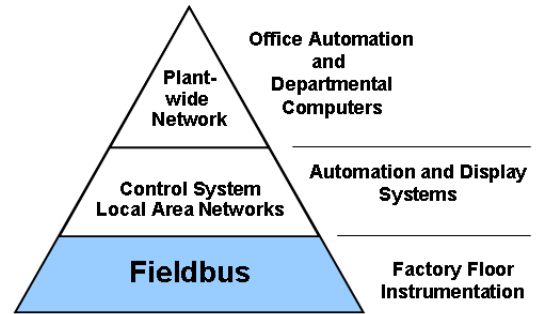 Plant-
wide
Network
Office Automation
and
Departmental
Computers
Control System
Local Area Networks
Automation and Display
Systems
Fieldbus
Factory Floor
Instrumentation